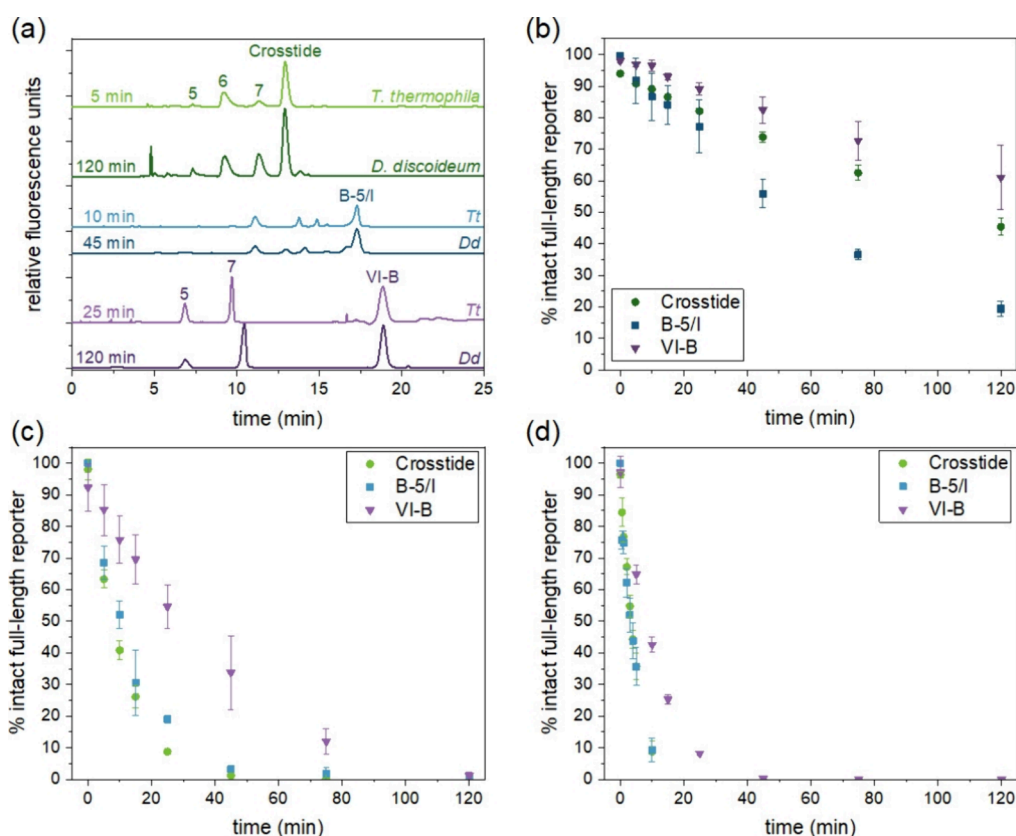 (a)
relative fluorescence units
Crosstide
5 min
5
6
7
T. thermophila
120 min
D. discoideum
B-5/I
10 min
Tt
45 min
Dd
5
7
VI-B
25 min
Tt
120 min
Dd
0 5 10 15 20 25
time (min)
(b)
% intact full-length reporter
100
90
80
70
60
50
40
30
20
10
0
Crosstide
B-5/I
VI-B
0 20 40 60 80 100 120
time (min)
(c)
% intact full-length reporter
100
90
80
70
60
50
40
30
20
10
0
Crosstide
B-5/I
VI-B
0 20 40 60 80 100 120
time (min)
(d)
% intact full-length reporter
100
90
80
70
60
50
40
30
20
10
0
Crosstide
B-5/I
VI-B
0 20 40 60 80 100 120
time (min)